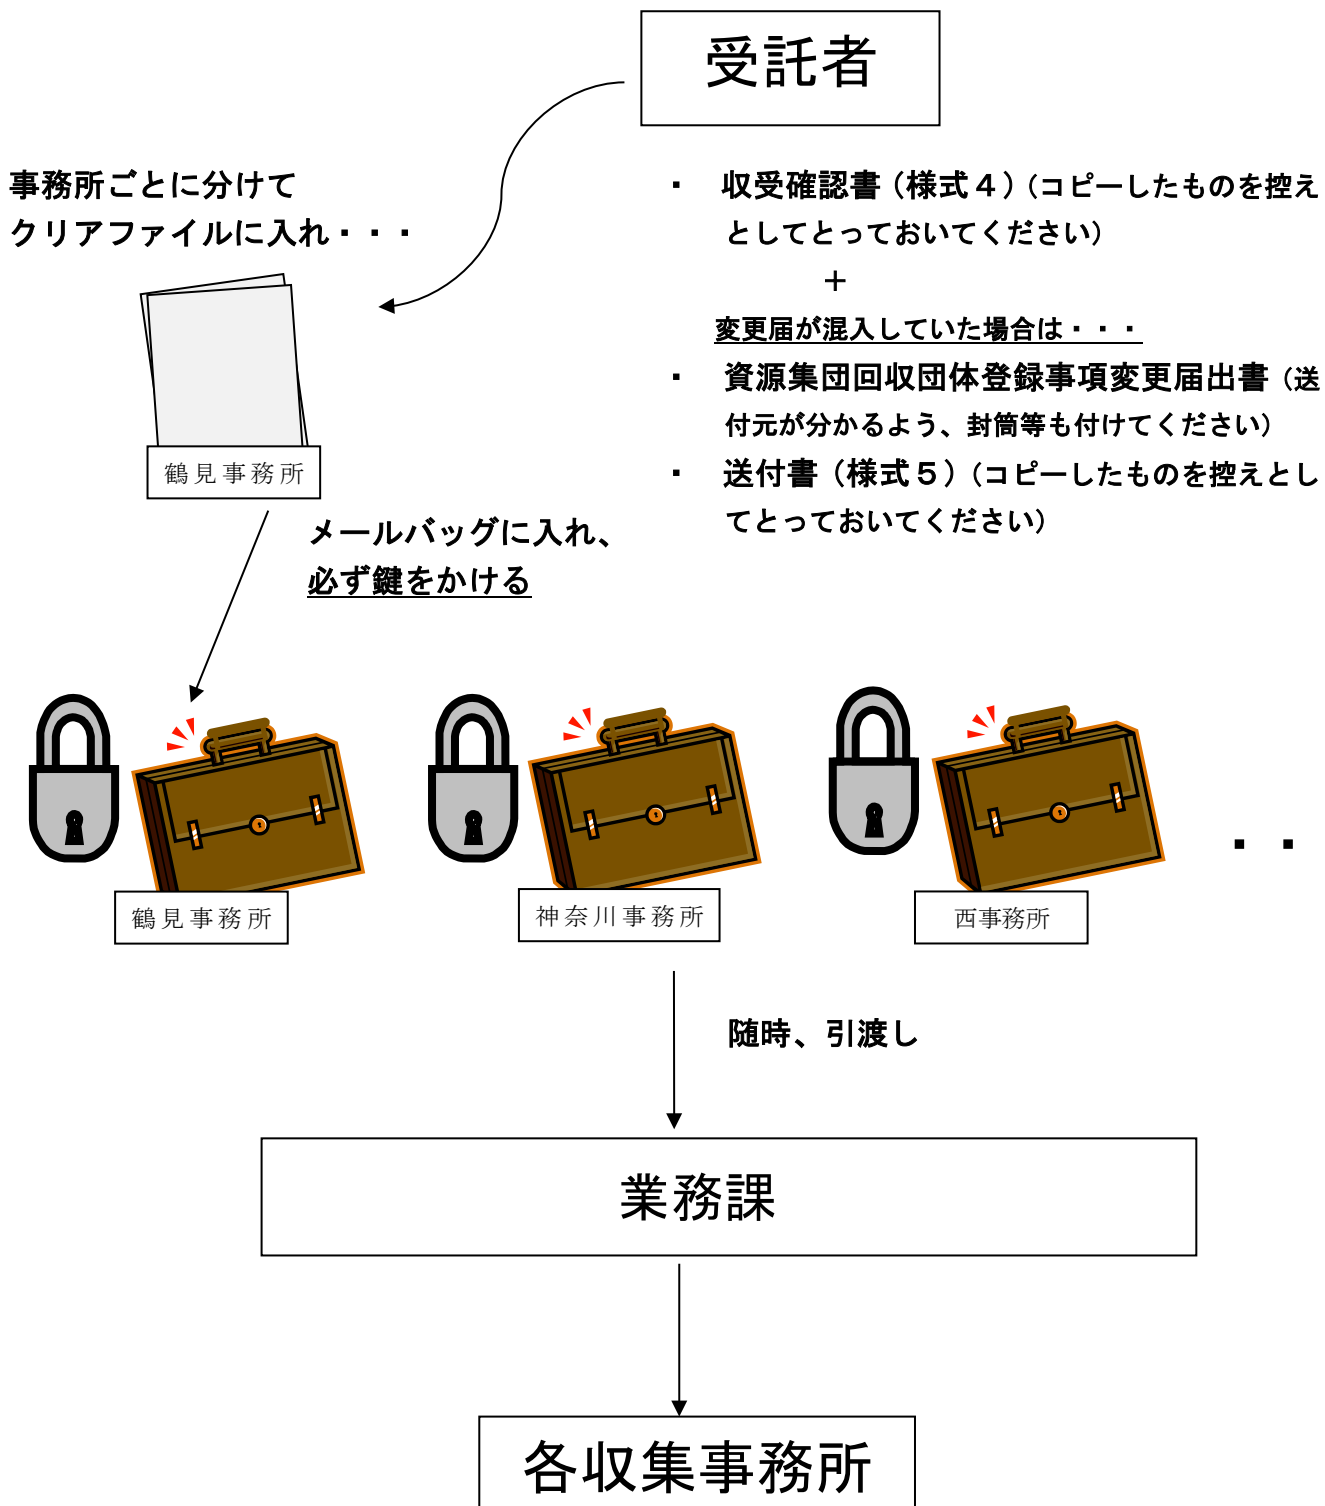 受託者
事務所ごとに分けて
クリアファイルに入れ・・・
・ 収受確認書（様式４）（コピーしたものを控え
としてとっておいてください）
＋
変更届が混入していた場合は・・・
・ 資源集団回収団体登録事項変更届出書（送
付元が分かるよう、封筒等も付けてください）
・ 送付書（様式５）（コピーしたものを控えとし
てとっておいてください）
鶴見事務所
メールバッグに入れ、
必ず鍵をかける
・・
鶴見事務所
神奈川事務所
西事務所
随時、引渡し
業務課
各収集事務所